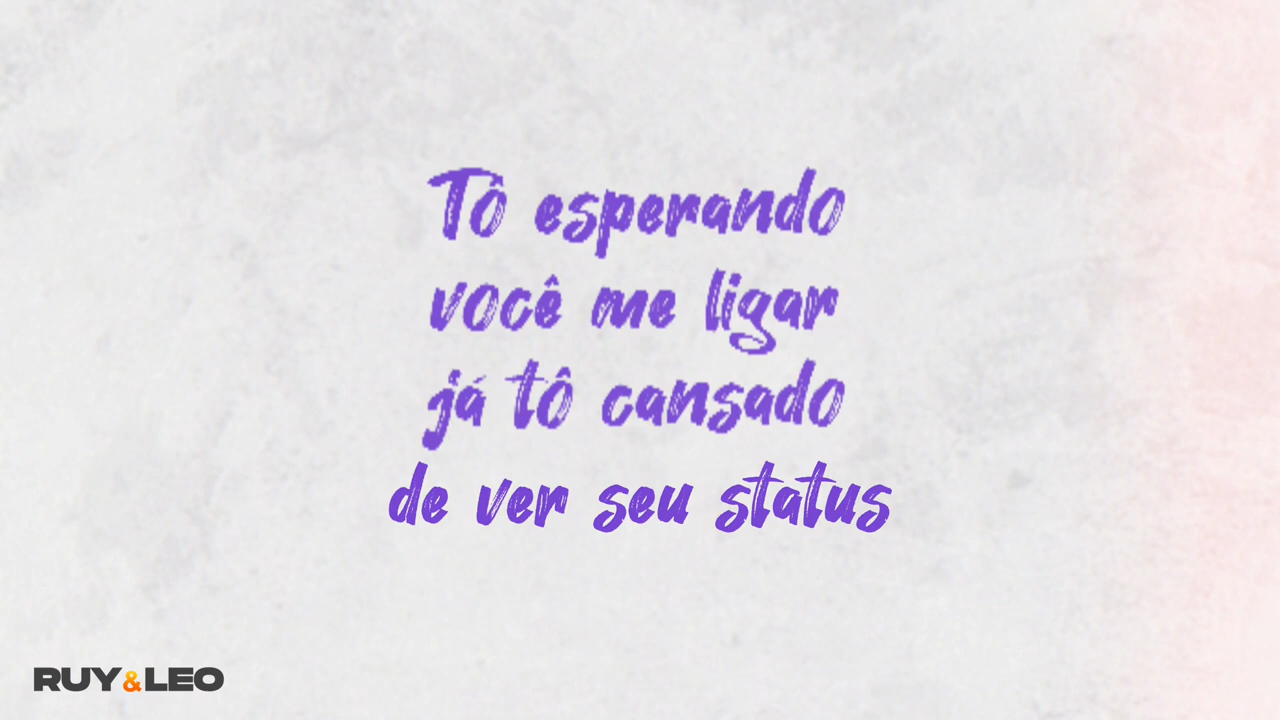 Tô esperando
você me ligar
já tô cansado
de ver seu status
RUY&LEO